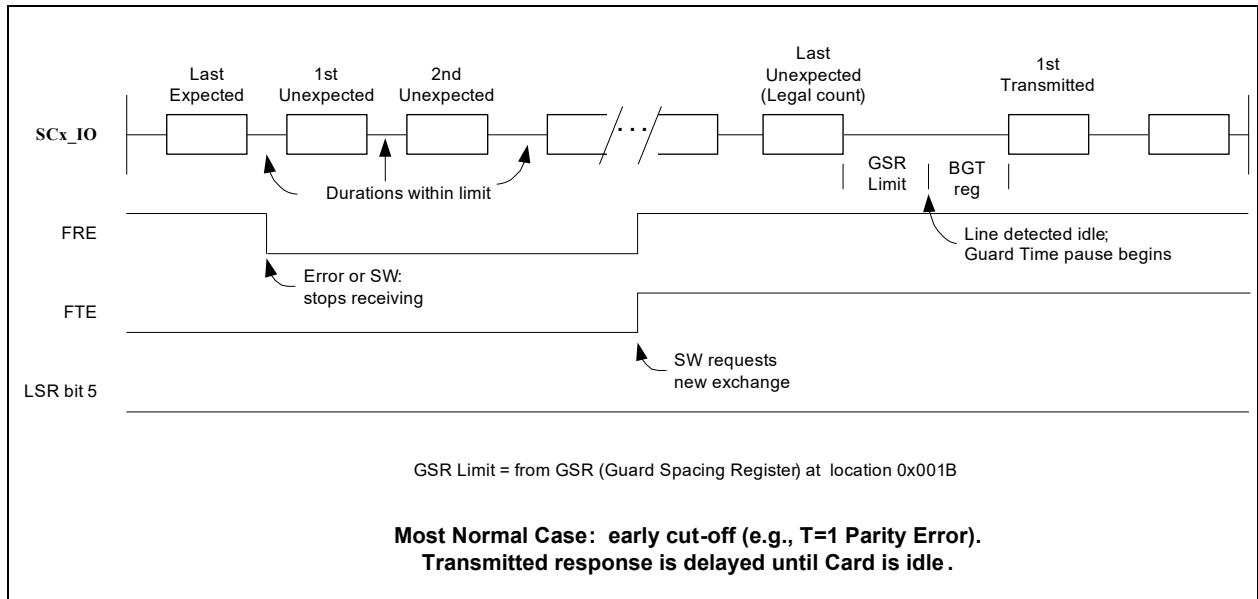 Last
Expected
1st
Unexpected
2nd
Unexpected
Last
Unexpected
(Legal count)
1st
Transmitted
SCx_IO
. . .
Durations within limit
GSR
Limit
BGT
reg
FRE
Line detected idle;
Guard Time pause begins
Error or SW:
stops receiving
FTE
SW requests
new exchange
LSR bit 5
GSR Limit = from GSR (Guard Spacing Register) at location 0x001B
Most Normal Case: early cut-off (e.g., T=1 Parity Error).
Transmitted response is delayed until Card is idle.